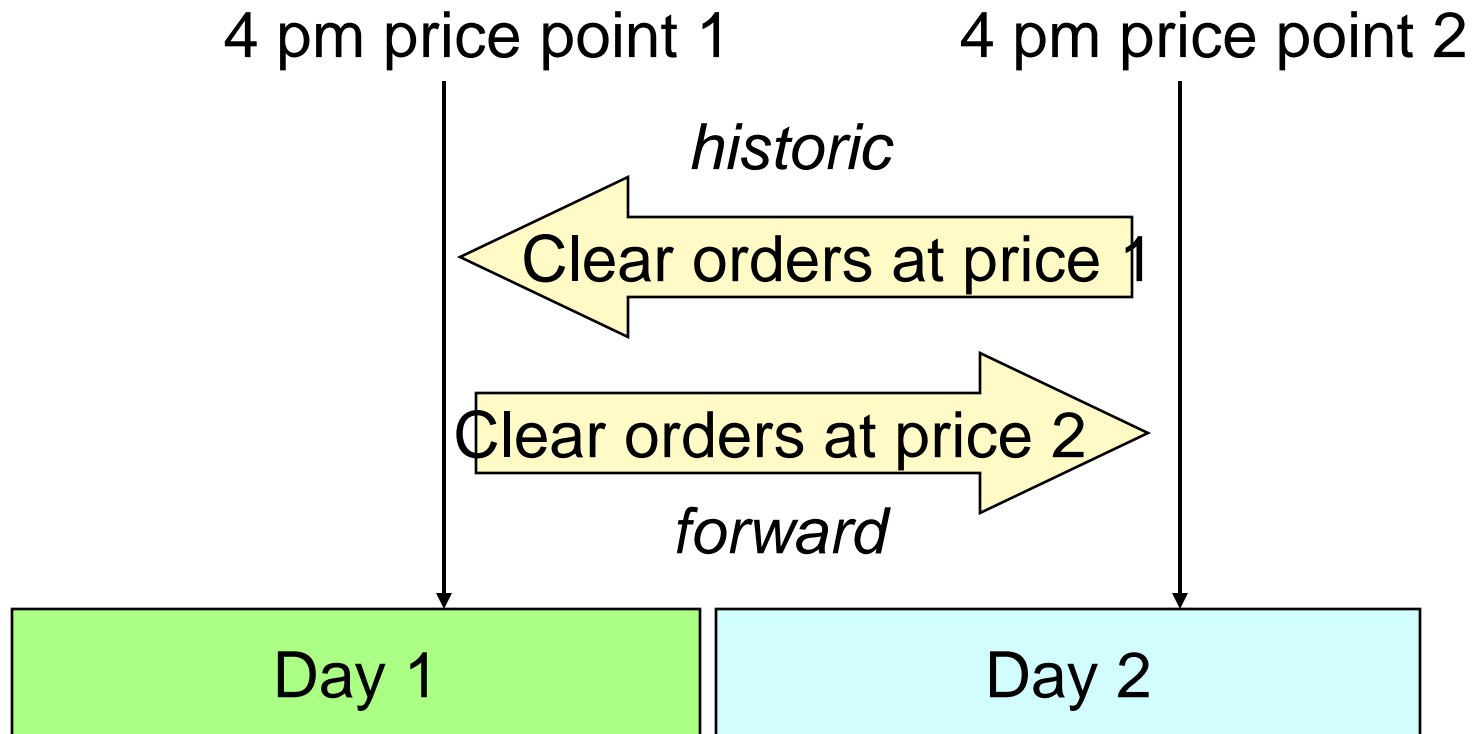 4 pm price point 1
4 pm price point 2
historic
Clear orders at price 1
Clear orders at price 2
forward
Day 1
Day 2